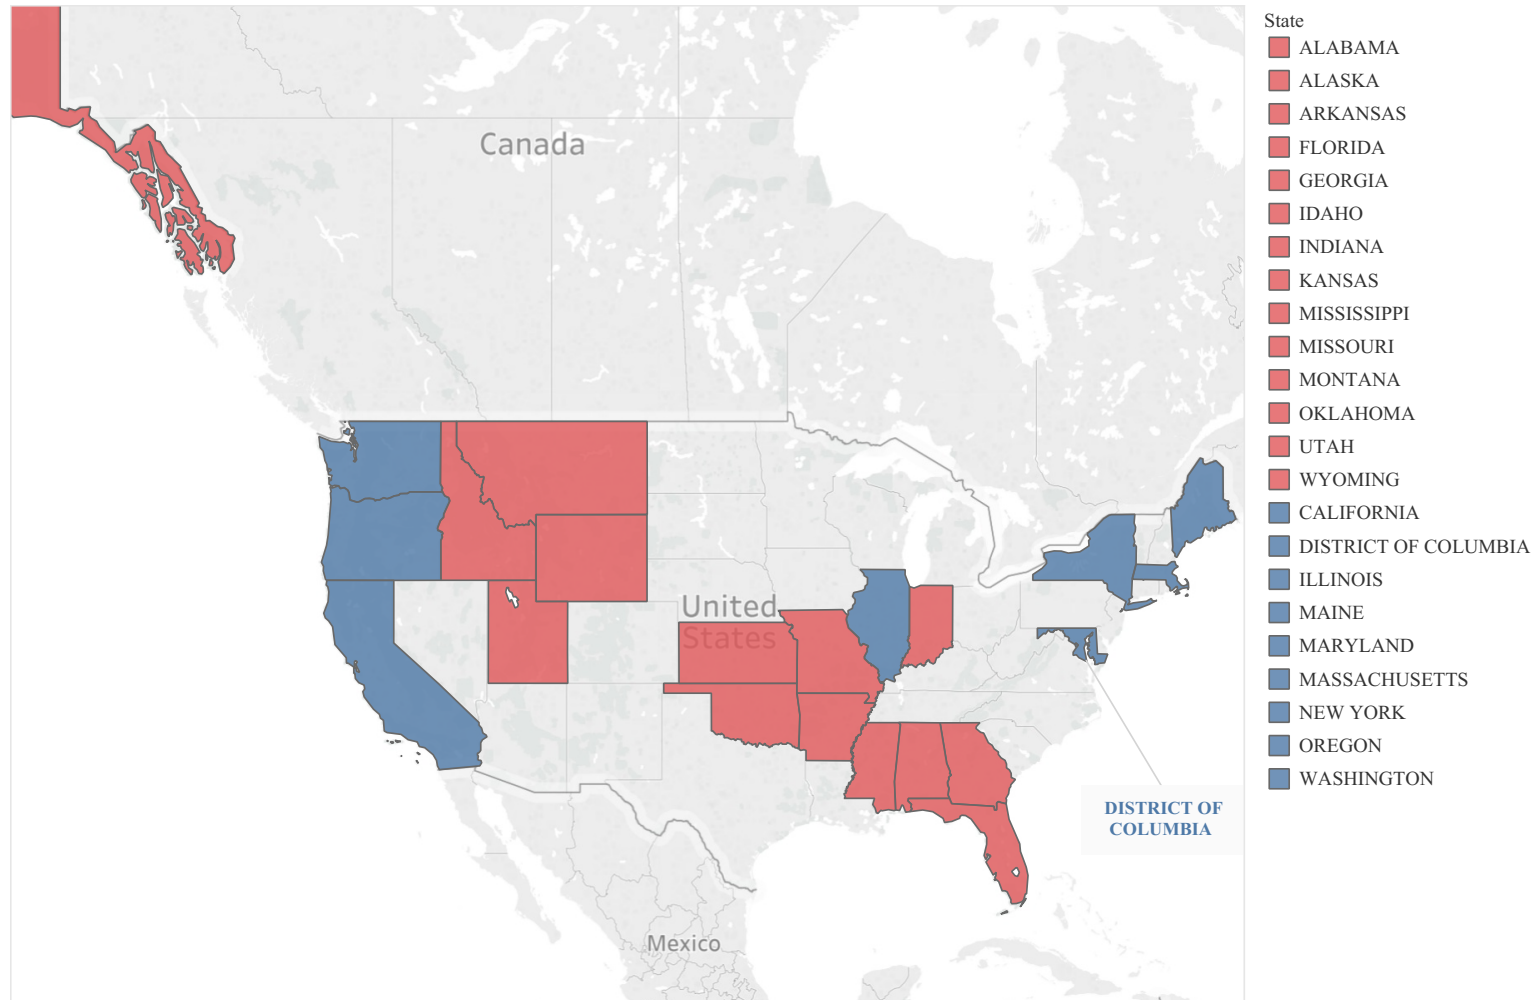 Canada
United
States
Mexico
DISTRICT OF
COLUMBIA
State
ALABAMA
ALASKA
ARKANSAS
FLORIDA
GEORGIA
IDAHO
INDIANA
KANSAS
MISSISSIPPI
MISSOURI
MONTANA
OKLAHOMA
UTAH
WYOMING
CALIFORNIA
DISTRICT OF COLUMBIA
ILLINOIS
MAINE
MARYLAND
MASSACHUSETTS
NEW YORK
OREGON
WASHINGTON